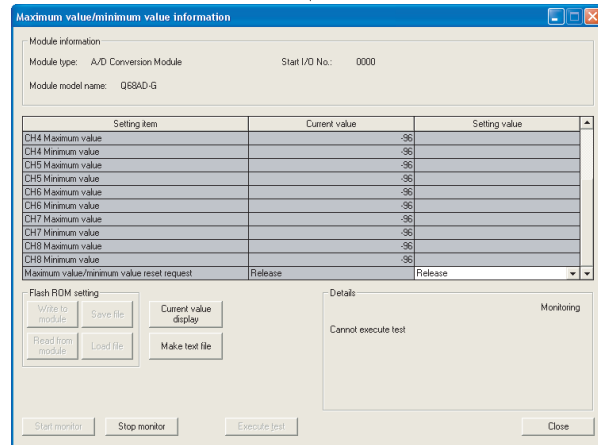 Maximum value/minimum value information
Module information
Module type: A/D Conversion Module Start I/O No.: 0000
Module model name: Q68AD-G
Setting item Current value Setting value
CH4 Maximum value -96
CH4 Minimum value -96
CH5 Maximum value -96
CH5 Minimum value -96
CH6 Maximum value -96
CH6 Minimum value -96
CH7 Maximum value -96
CH7 Minimum value -96
CH8 Maximum value -96
CH8 Minimum value -96
Maximum value/minimum value reset request Release Release
Flash ROM setting
Write to module
Save file
Current value display
Read from module
Load file
Make text file
Details
Monitoring
Cannot execute test
Start monitor Stop monitor Execute test Close